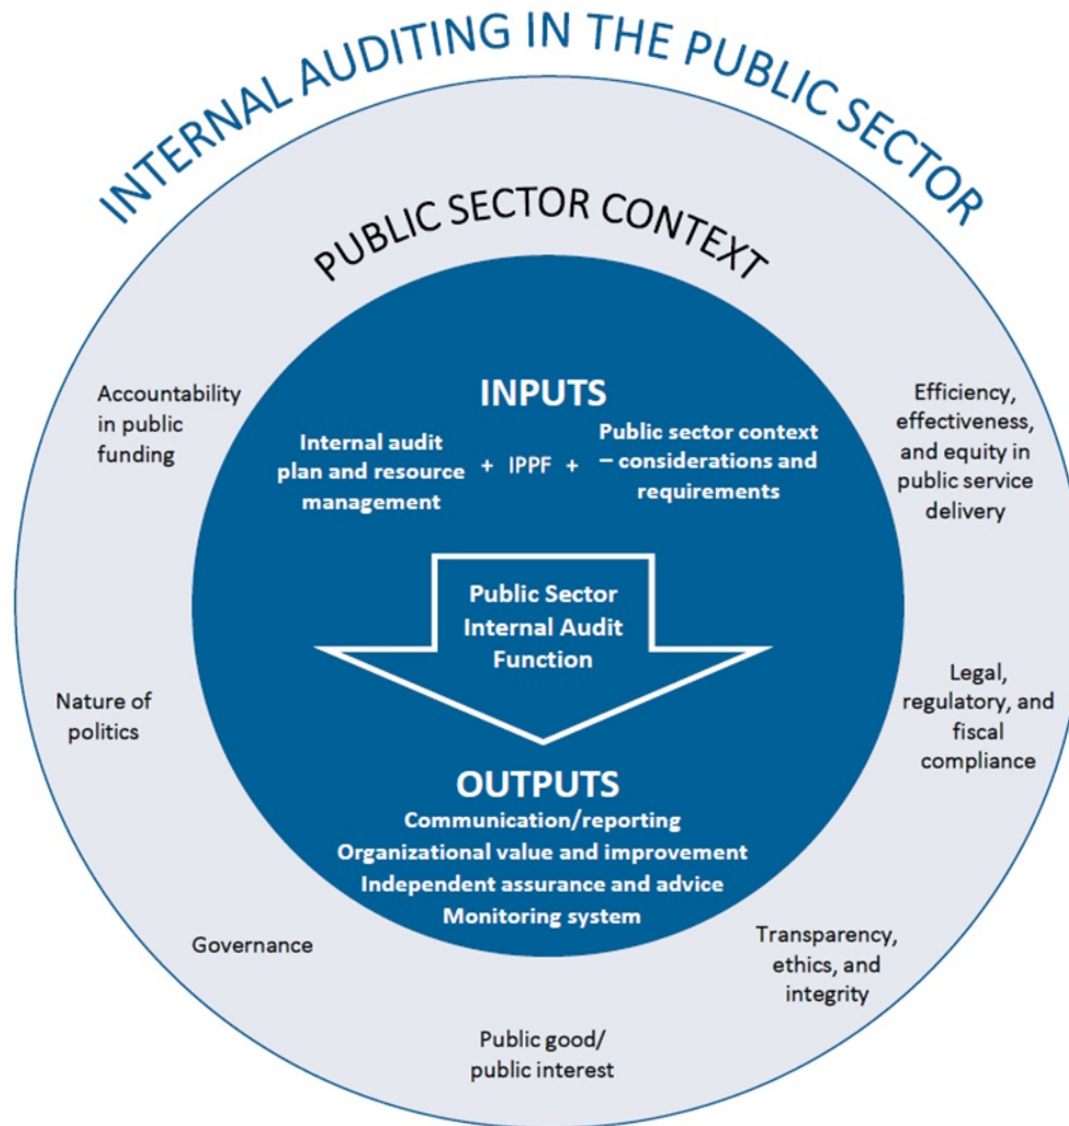 INTERNAL AUDITING IN THE PUBLIC SECTOR
PUBLIC SECTOR CONTEXT
INPUTS
Internal audit
plan and resource
management
+ IPPF +
Public sector context
– considerations and
requirements
Public Sector
Internal Audit
Function
OUTPUTS
Communication/reporting
Organizational value and improvement
Independent assurance and advice
Monitoring system
Accountability
in public
funding
Nature of
politics
Governance
Public good/
public interest
Transparency,
ethics, and
integrity
Legal,
regulatory, and
fiscal
compliance
Efficiency,
effectiveness,
and equity in
public service
delivery